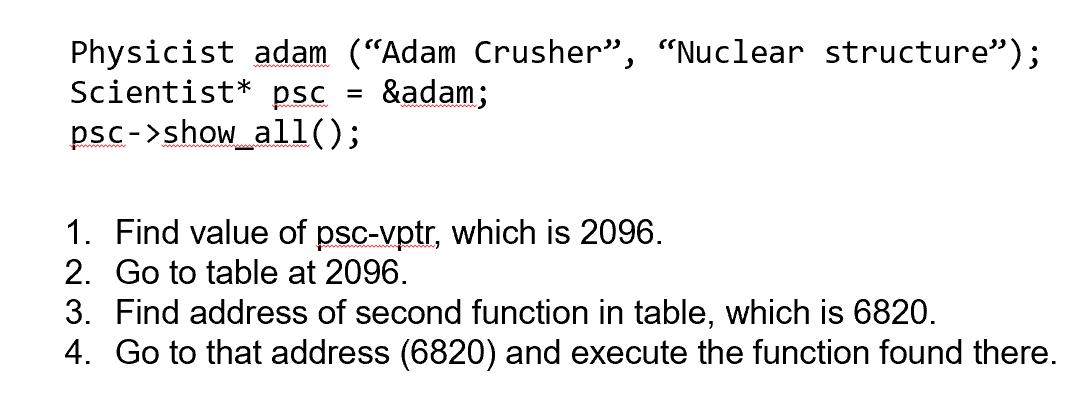 Physicist adam (“Adam Crusher”, “Nuclear structure”);
Scientist* psc = &adam;
psc->show_all();
1. Find value of psc-vptr, which is 2096.
2. Go to table at 2096.
3. Find address of second function in table, which is 6820.
4. Go to that address (6820) and execute the function found there.